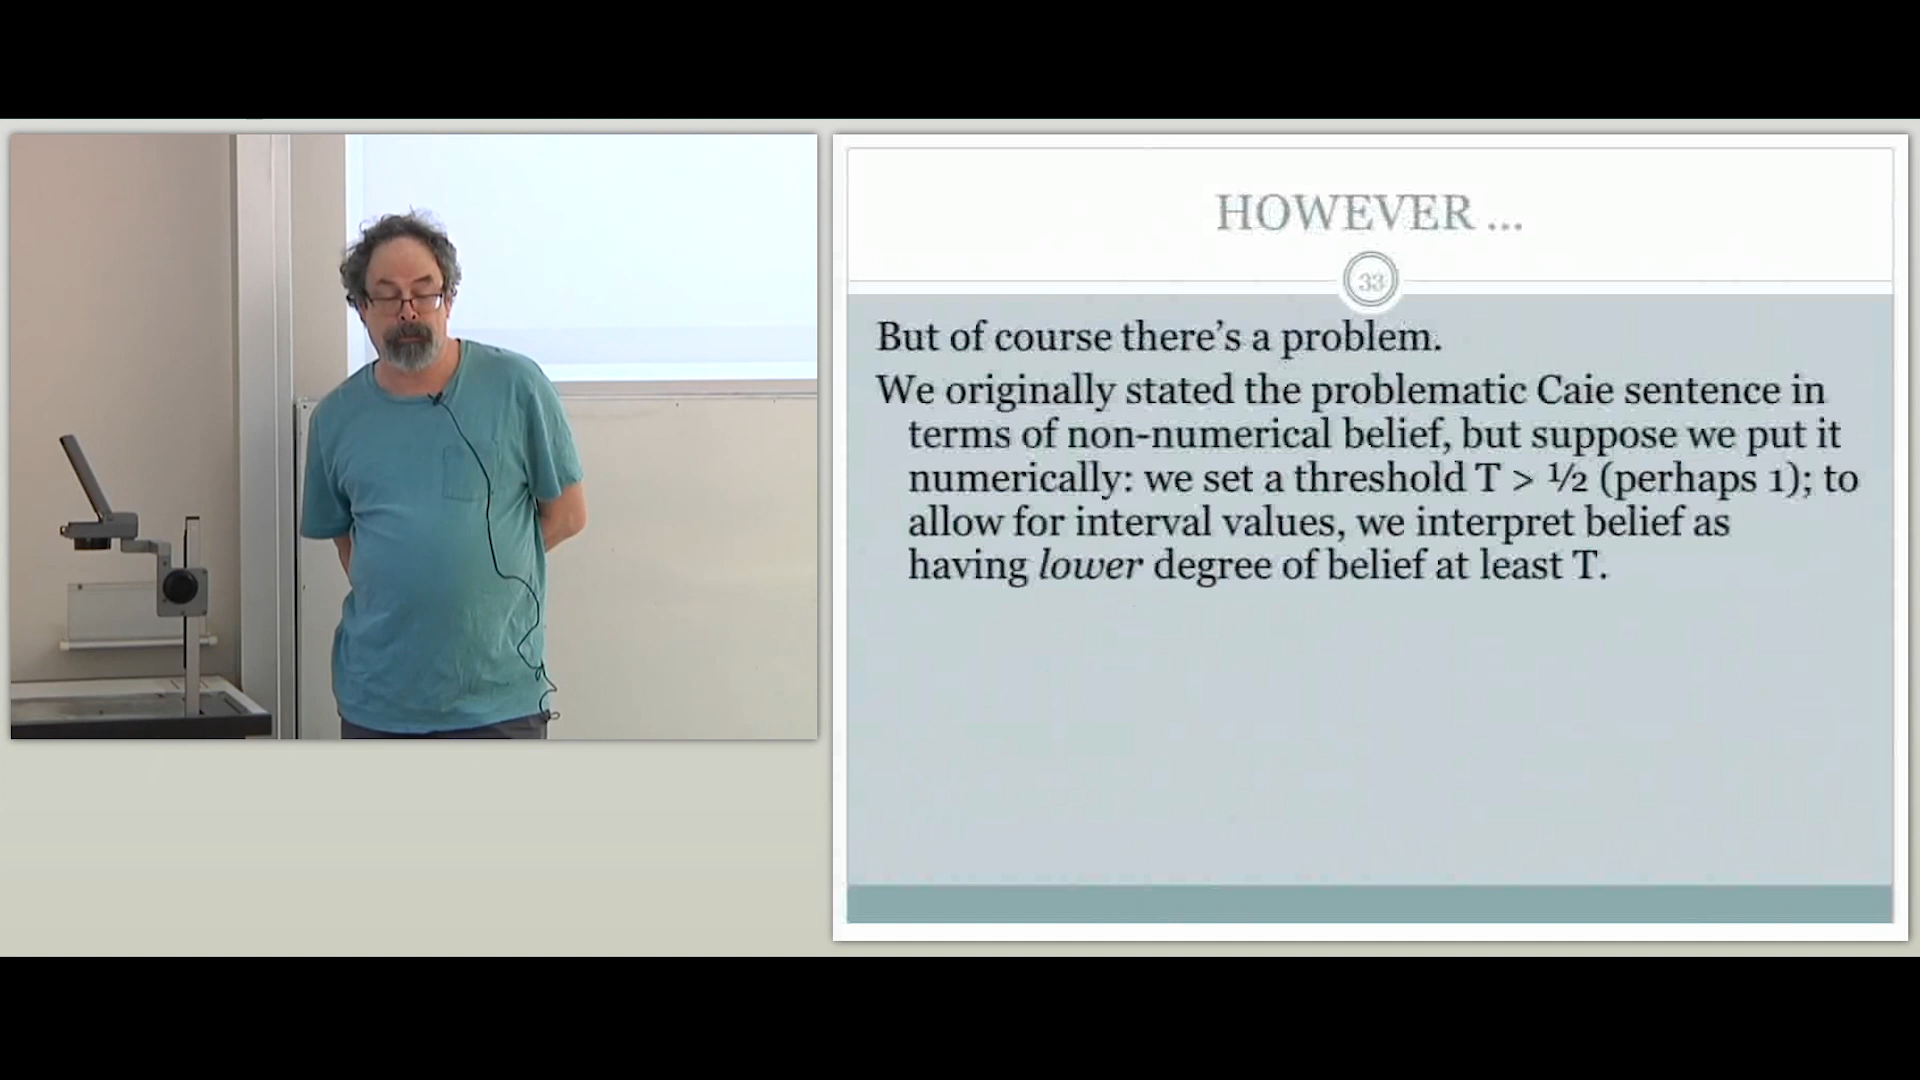 HOWEVER ...
33
But of course there’s a problem.
We originally stated the problematic Caie sentence in
terms of non-numerical belief, but suppose we put it
numerically: we set a threshold T > ½ (perhaps 1); to
allow for interval values, we interpret belief as
having lower degree of belief at least T.